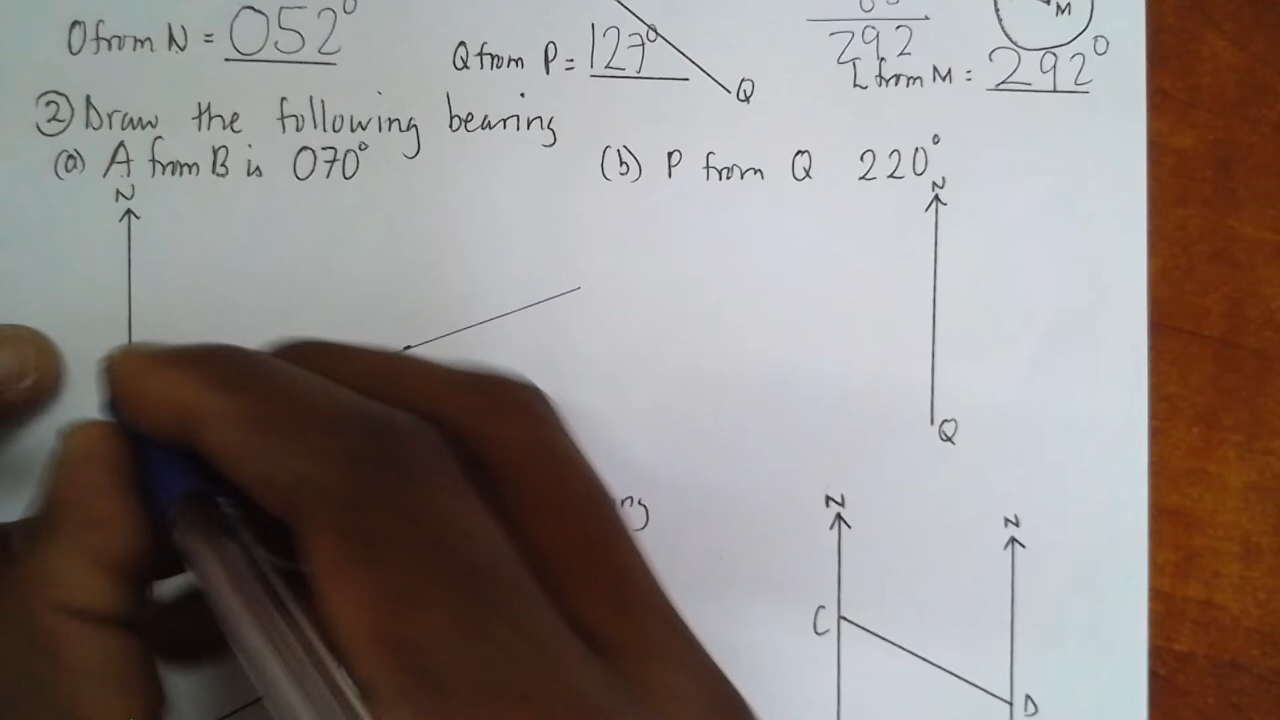 O from N = 052°
Q from P = 127°
Q
292
M
L from M = 292°
② Draw the following bearing
(a) A from B is 070°
(b) P from Q 220°
N
N
Q
N
N
C
D